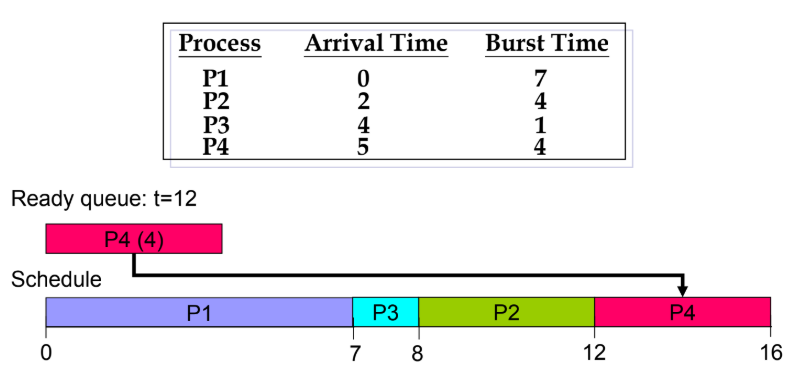 Process Arrival Time Burst Time
P1 0 7
P2 2 4
P3 4 1
P4 5 4
Ready queue: t=12
P4 (4)
Schedule
P1 P3 P2 P4
0 7 8 12 16